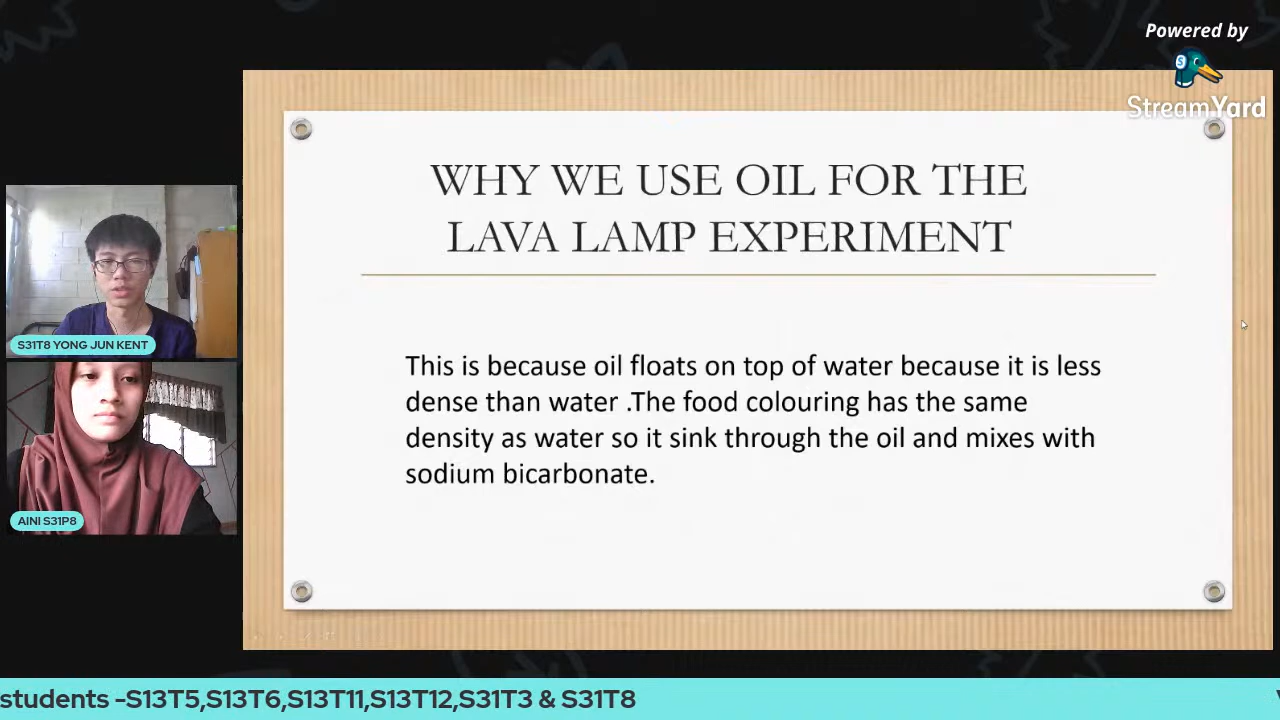 Powered by
StreamYard
WHY WE USE OIL FOR THE
LAVA LAMP EXPERIMENT
This is because oil floats on top of water because it is less
dense than water .The food colouring has the same
density as water so it sink through the oil and mixes with
sodium bicarbonate.
S31T8 YONG JUN KENT
AINI S31P8
students -S13T5,S13T6,S13T11,S13T12,S31T3 & S31T8